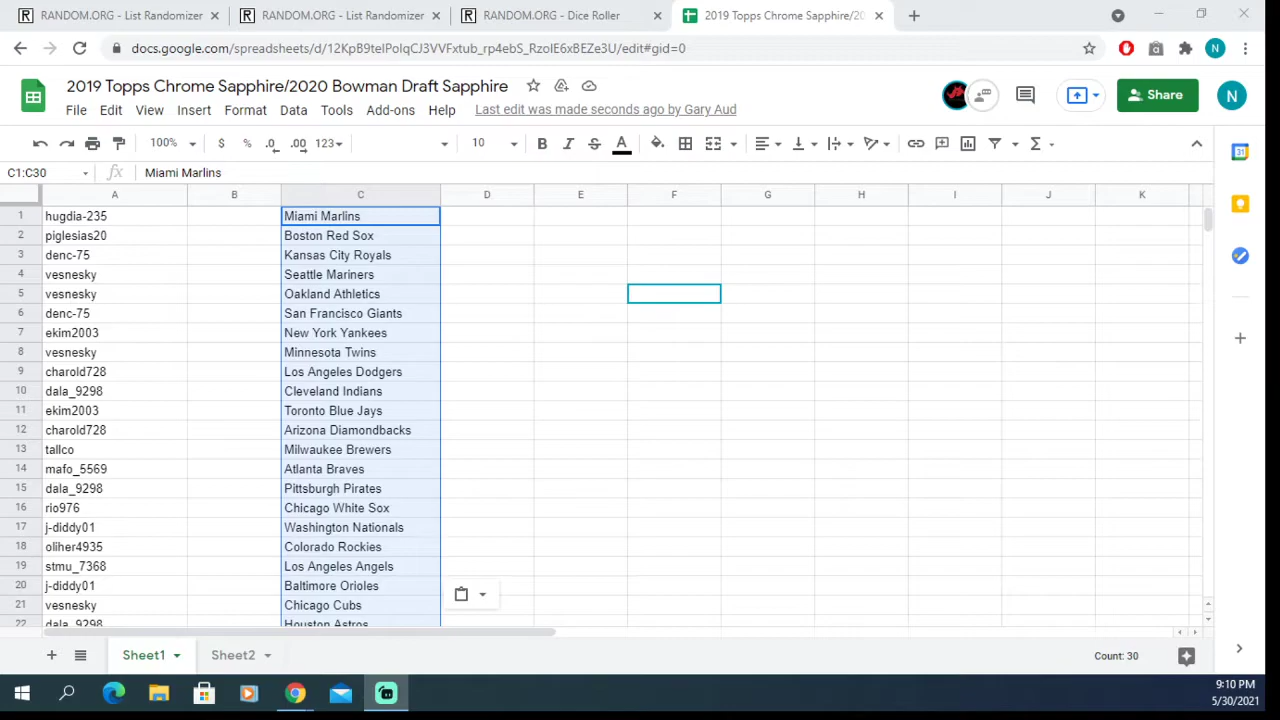 RANDOM.ORG - List Randomizer
RANDOM.ORG - List Randomizer
RANDOM.ORG - Dice Roller
2019 Topps Chrome Sapphire/20
docs.google.com/spreadsheets/d/12KpB9telPolqCJ3VVFxtub_rp4ebS_RzolE6xBEZe3U/edit#gid=0
N
2019 Topps Chrome Sapphire/2020 Bowman Draft Sapphire
File Edit View Insert Format Data Tools Add-ons Help Last edit was made seconds ago by Gary Aud
Share
N
100% $ % .0 .00 123 10 B I S A
C1:C30 fx Miami Marlins
A B C D E F G H I J K
1 hugdia-235 Miami Marlins
2 piglesias20 Boston Red Sox
3 denc-75 Kansas City Royals
4 vesnesky Seattle Mariners
5 vesnesky Oakland Athletics
6 denc-75 San Francisco Giants
7 ekim2003 New York Yankees
8 vesnesky Minnesota Twins
9 charold728 Los Angeles Dodgers
10 dala_9298 Cleveland Indians
11 ekim2003 Toronto Blue Jays
12 charold728 Arizona Diamondbacks
13 tallco Milwaukee Brewers
14 mafo_5569 Atlanta Braves
15 dala_9298 Pittsburgh Pirates
16 rio976 Chicago White Sox
17 j-diddy01 Washington Nationals
18 oliher4935 Colorado Rockies
19 stmu_7368 Los Angeles Angels
20 j-diddy01 Baltimore Orioles
21 vesnesky Chicago Cubs
22 dala_9298 Houston Astros
31
Sheet1 Sheet2 Count: 30
9:10 PM
5/30/2021